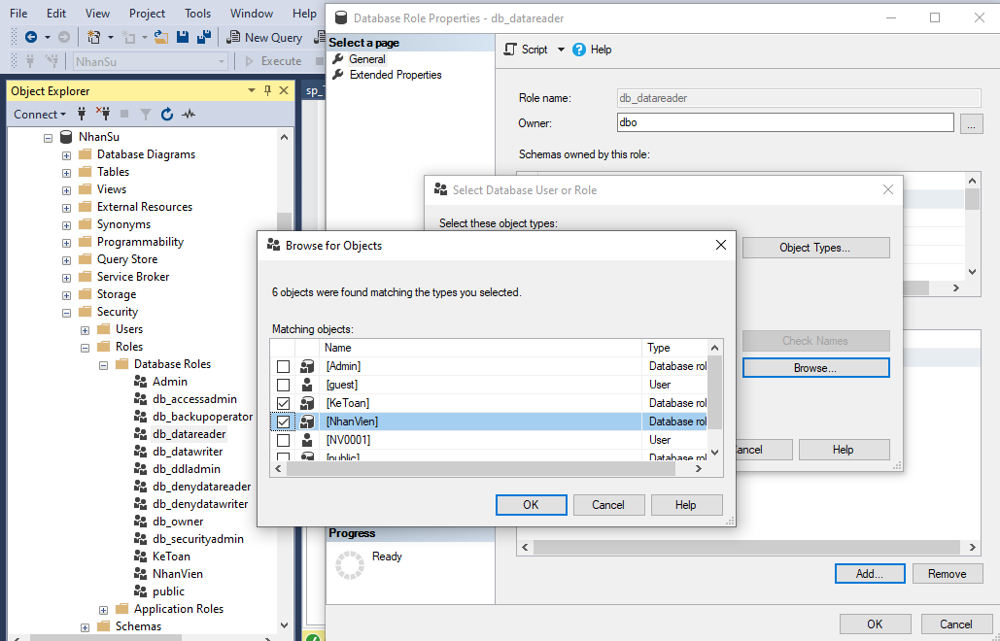 File Edit View Project Tools Window Help
New Query
NhanSu Execute
Object Explorer
Connect
NhanSu
Database Diagrams
Tables
Views
External Resources
Synonyms
Programmability
Query Store
Service Broker
Storage
Security
Users
Roles
Database Roles
Admin
db_accessadmin
db_backupoperator
db_datareader
db_datawriter
db_ddladmin
db_denydatareader
db_denydatawriter
db_owner
db_securityadmin
KeToan
NhanVien
public
Application Roles
Schemas
Database Role Properties - db_datareader
Select a page
General
Extended Properties
Script Help
Role name: db_datareader
Owner: dbo ...
Schemas owned by this role:
Select Database User or Role
Select these object types:
Object Types...
Check Names
Browse...
Help
Browse for Objects
6 objects were found matching the types you selected.
Matching objects:
Name Type
[Admin] Database rol
[guest] User
[KeToan] Database rol
[NhanVien] Database rol
[NV0001] User
[public] Database rol
OK Cancel Help
Progress
Ready
Add... Remove
OK Cancel